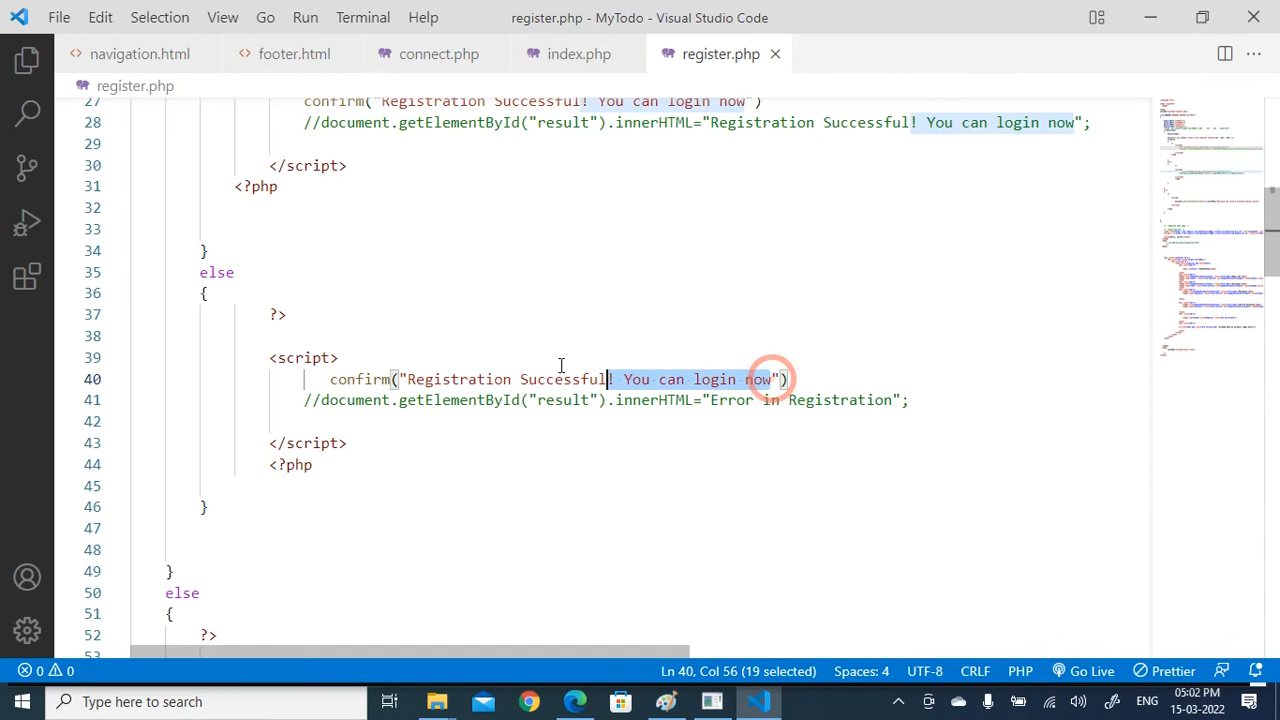 File Edit Selection View Go Run Terminal Help
register.php - MyTodo - Visual Studio Code
navigation.html footer.html connect.php index.php register.php
register.php
27 confirm("Registration Successful! You can login now")
28 //document.getElementById("result").innerHTML="Registration Successful! You can login now";
29
30 </script>
31 <?php
32
33
34 }
35 else
36 {
38
39 <script>
40 confirm("Registration Successful! You can login now")
41 //document.getElementById("result").innerHTML="Error in Registration";
42
43 </script>
44 <?php
45
46 }
47
48
49 }
50 else
51 {
52 ?>
53
0 0 Ln 40, Col 56 (19 selected) Spaces: 4 UTF-8 CRLF PHP Go Live Prettier
Type here to search
ENG
05:02 PM
15-03-2022